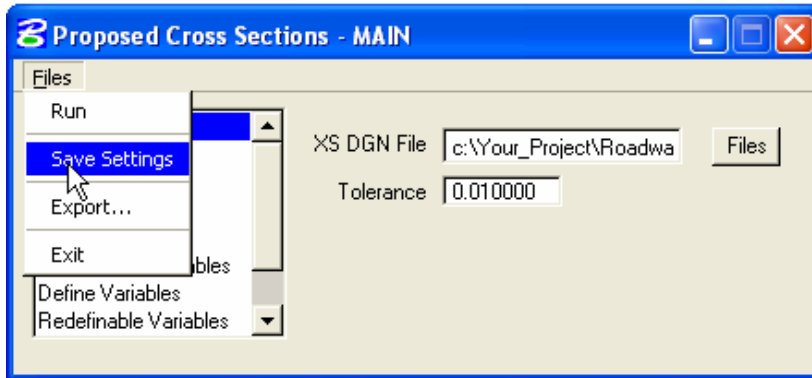 Proposed Cross Sections - MAIN
Files
Run
Save Settings
Export...
Exit
XS DGN File c:\Your_Project\Roadwa Files
Tolerance 0.010000
Define Variables
Redefinable Variables